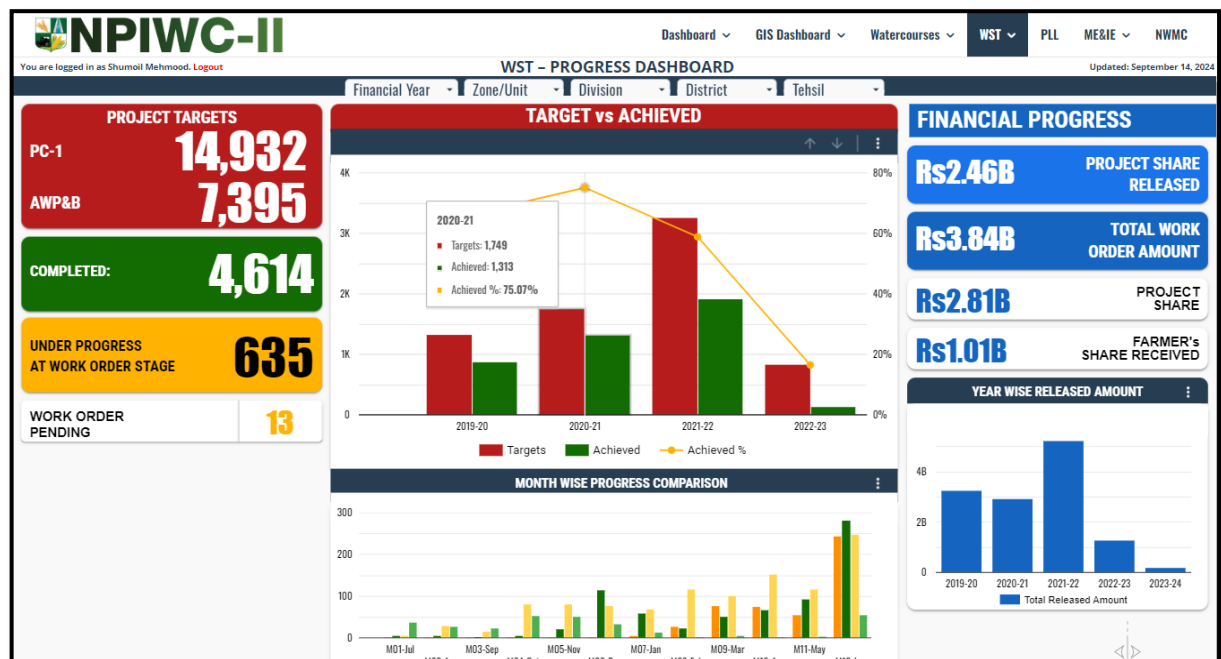 NPIWC-II
Dashboard GIS Dashboard Watercourses WST PLL ME&IE NWMC
You are logged in as Shumoil Mehmood. Logout
WST – PROGRESS DASHBOARD
Updated: September 14, 2024
Financial Year Zone/Unit Division District Tehsil
PROJECT TARGETS
PC-1 14,932
AWP&B 7,395
COMPLETED: 4,614
UNDER PROGRESS
AT WORK ORDER STAGE
635
WORK ORDER
PENDING
13
TARGET vs ACHIEVED
4K
3K
2K
1K
0
80%
60%
40%
20%
0%
2020-21
Targets: 1,749
Achieved: 1,313
Achieved %: 75.07%
2019-20 2020-21 2021-22 2022-23
Targets Achieved Achieved %
MONTH WISE PROGRESS COMPARISON
300
200
100
0
M01-Jul M03-Sep M05-Nov M07-Jan M09-Mar M11-May
FINANCIAL PROGRESS
Rs2.46B
PROJECT SHARE
RELEASED
Rs3.84B
TOTAL WORK
ORDER AMOUNT
Rs2.81B
PROJECT
SHARE
Rs1.01B
FARMER's
SHARE RECEIVED
YEAR WISE RELEASED AMOUNT
4B
2B
0
2019-20 2020-21 2021-22 2022-23 2023-24
Total Released Amount